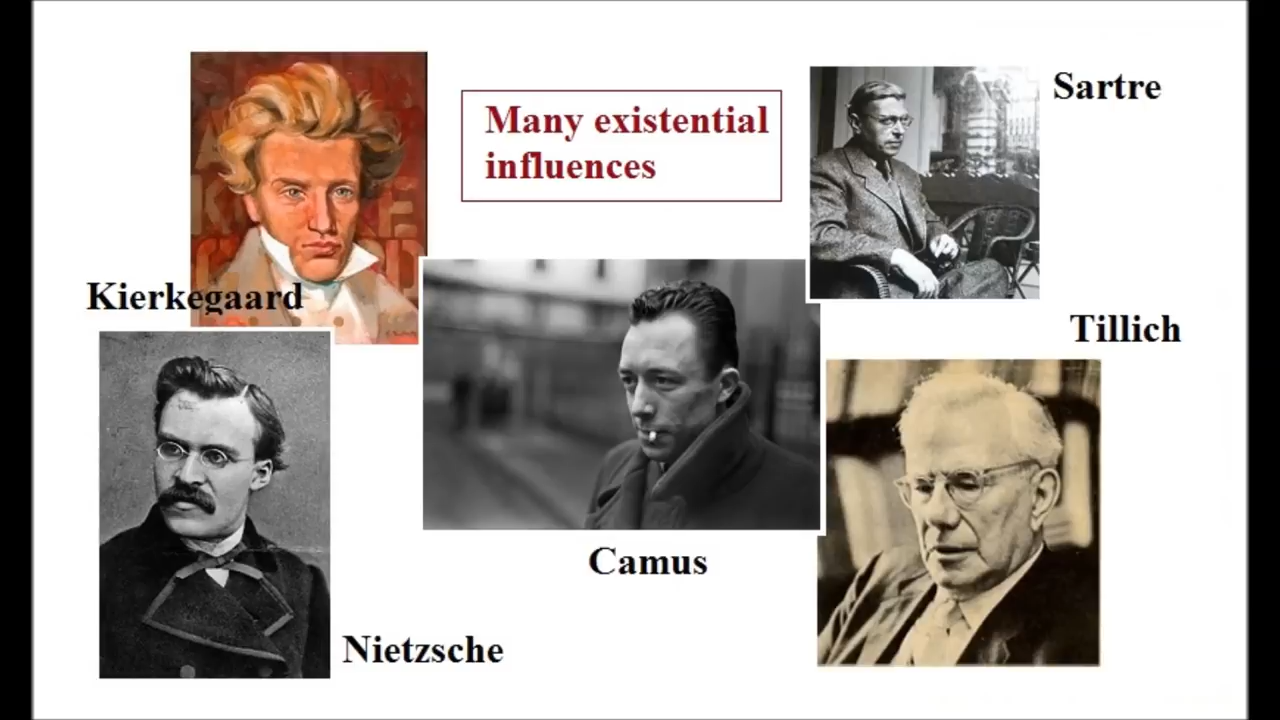 Many existential
influences
Sartre
Kierkegaard
Tillich
Camus
Nietzsche